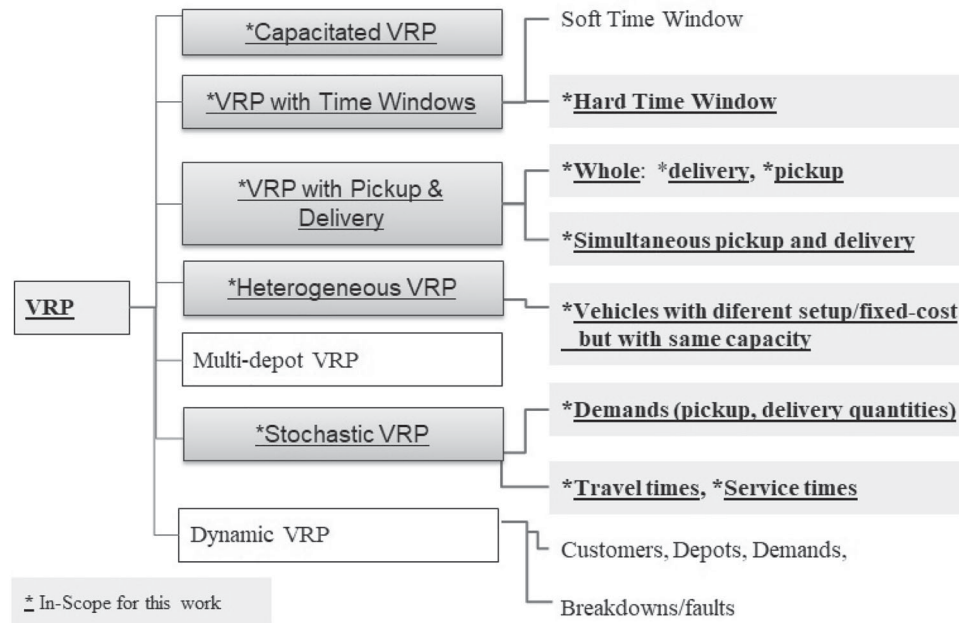 *Capacitated VRP
Soft Time Window
*VRP with Time Windows
*Hard Time Window
*VRP with Pickup &
Delivery
*Whole: *delivery, *pickup
*Simultaneous pickup and delivery
VRP
*Heterogeneous VRP
*Vehicles with diferent setup/fixed-cost
but with same capacity
Multi-depot VRP
*Stochastic VRP
*Demands (pickup, delivery quantities)
*Travel times, *Service times
Dynamic VRP
Customers, Depots, Demands,
Breakdowns/faults
* In-Scope for this work